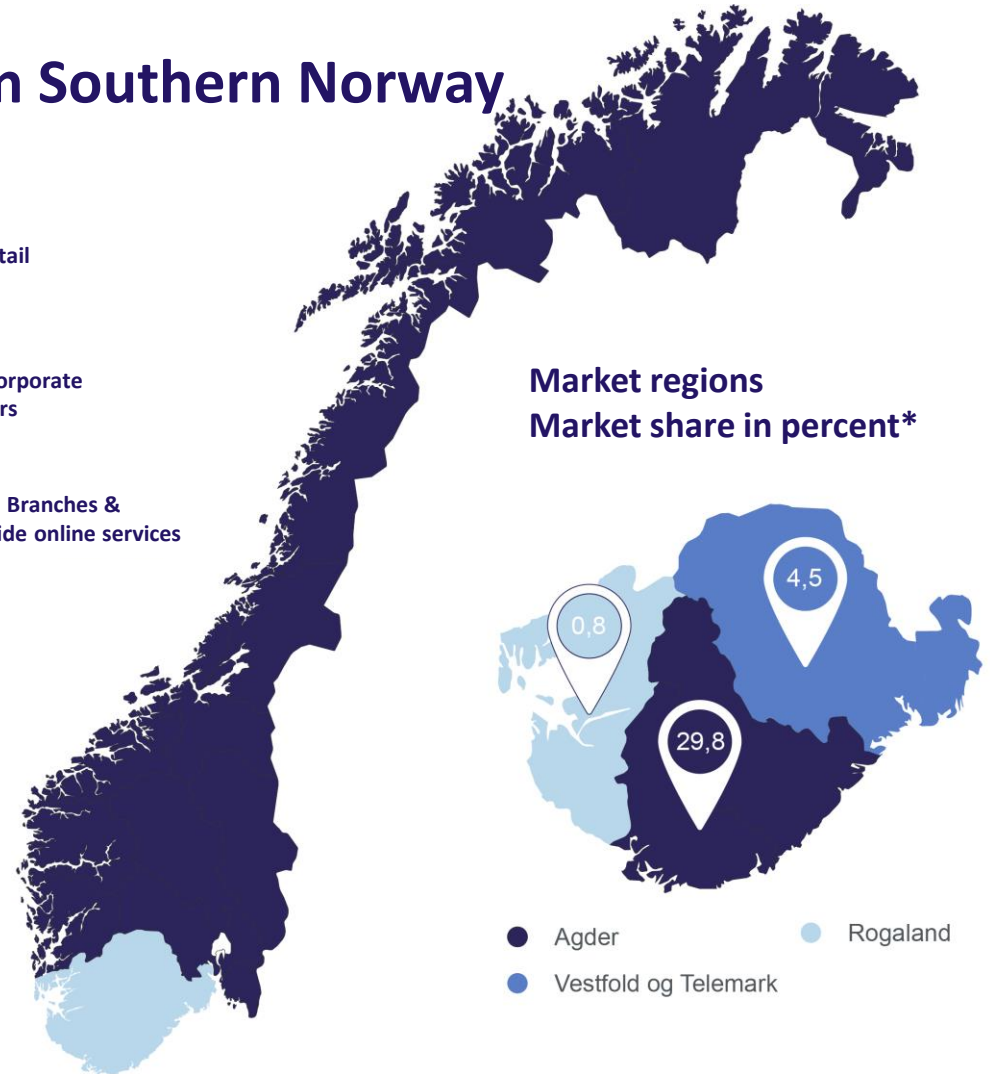 n Southern Norway
tail
orporate
rs
Branches &
ide online services
Market regions
Market share in percent*
4,5
0,8
29,8
Agder
Rogaland
Vestfold og Telemark